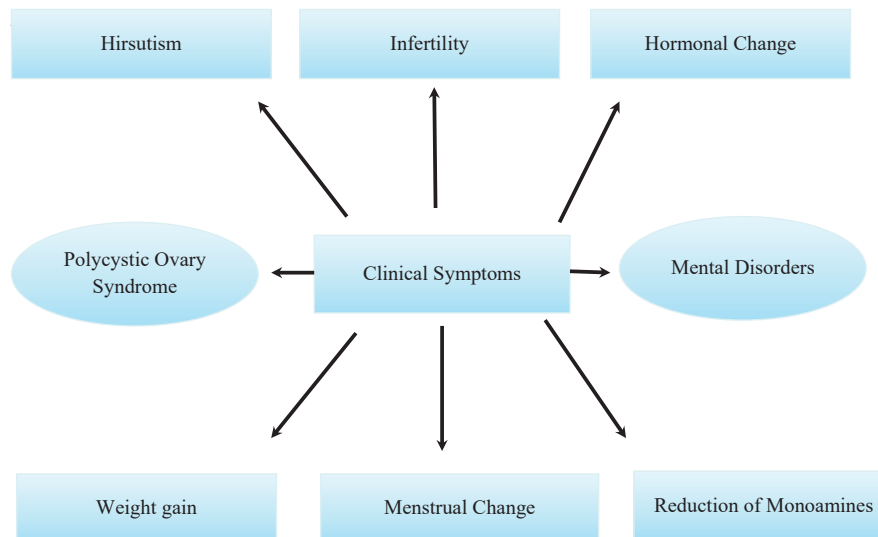 Hirsutism
Infertility
Hormonal Change
Polycystic Ovary
Syndrome
Clinical Symptoms
Mental Disorders
Weight gain
Menstrual Change
Reduction of Monoamines